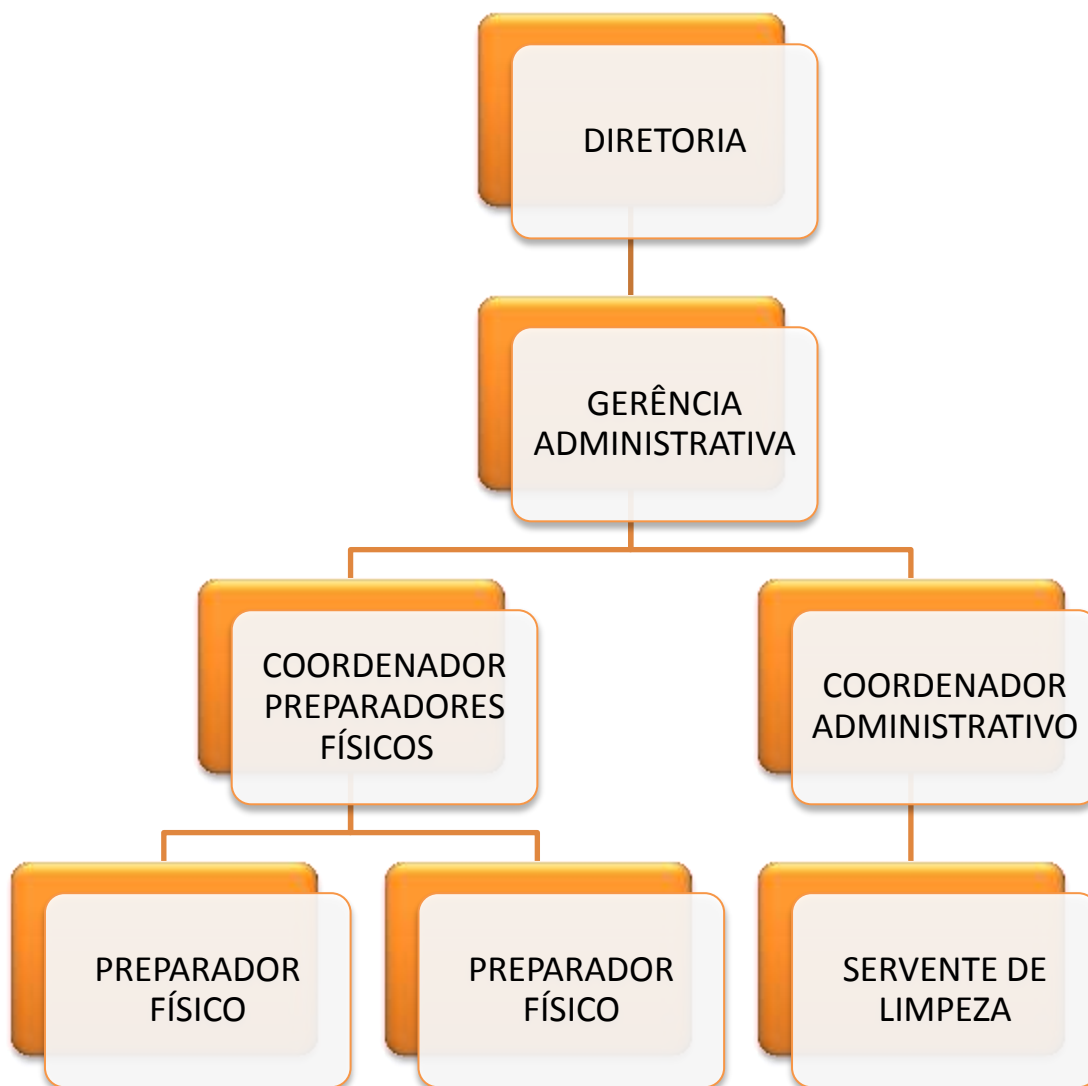 DIRETORIA
GERÊNCIA
ADMINISTRATIVA
COORDENADOR
PREPARADORES
FÍSICOS
COORDENADOR
ADMINISTRATIVO
PREPARADOR
FÍSICO
PREPARADOR
FÍSICO
SERVENTE DE
LIMPEZA